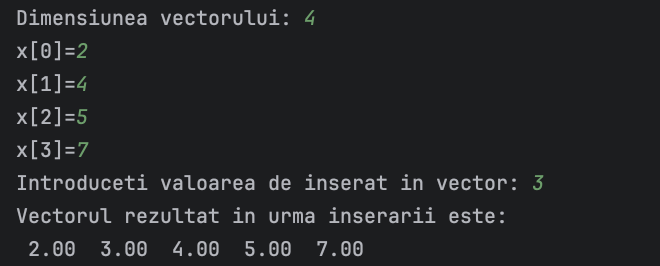 Dimensiunea vectorului: 4
x[0]=2
x[1]=4
x[2]=5
x[3]=7
Introduceti valoarea de inserat in vector: 3
Vectorul rezultat in urma inserarii este:
 2.00  3.00  4.00  5.00  7.00